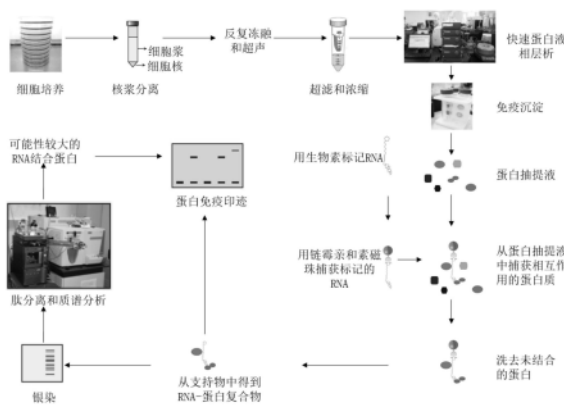 细胞培养
细胞浆
细胞核
核浆分离
反复冻融
和超声
超滤和浓缩
快速蛋白液
相层析
免疫沉淀
蛋白抽提液
用生物素标记RNA
用链霉亲和素磁
珠捕获标记的
RNA
从蛋白抽提液
中捕获相互作
用的蛋白质
洗去未结合
的蛋白
从支持物中得到
RNA-蛋白复合物
银染
肽分离和质谱分析
可能性较大的
RNA结合蛋白
蛋白免疫印迹